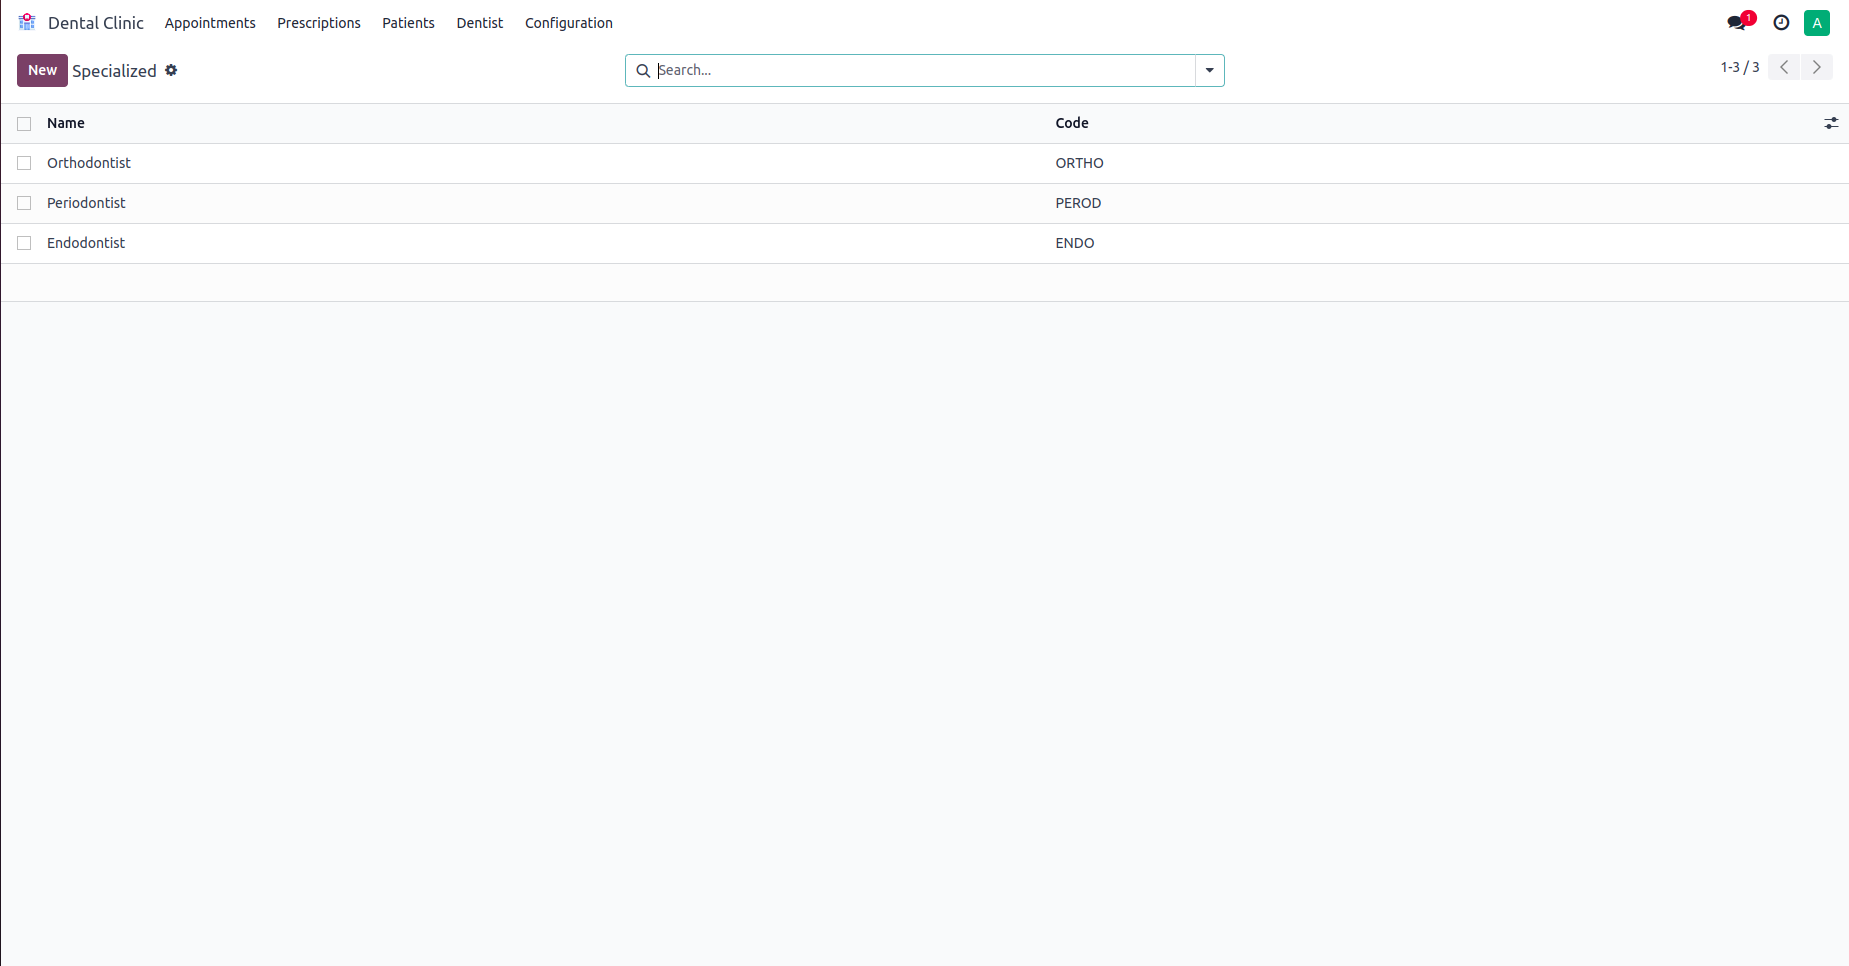 Dental Clinic Appointments Prescriptions Patients Dentist Configuration 1 A
New Specialized Search... 1-3 / 3
Name Code
Orthodontist ORTHO
Periodontist PEROD
Endodontist ENDO